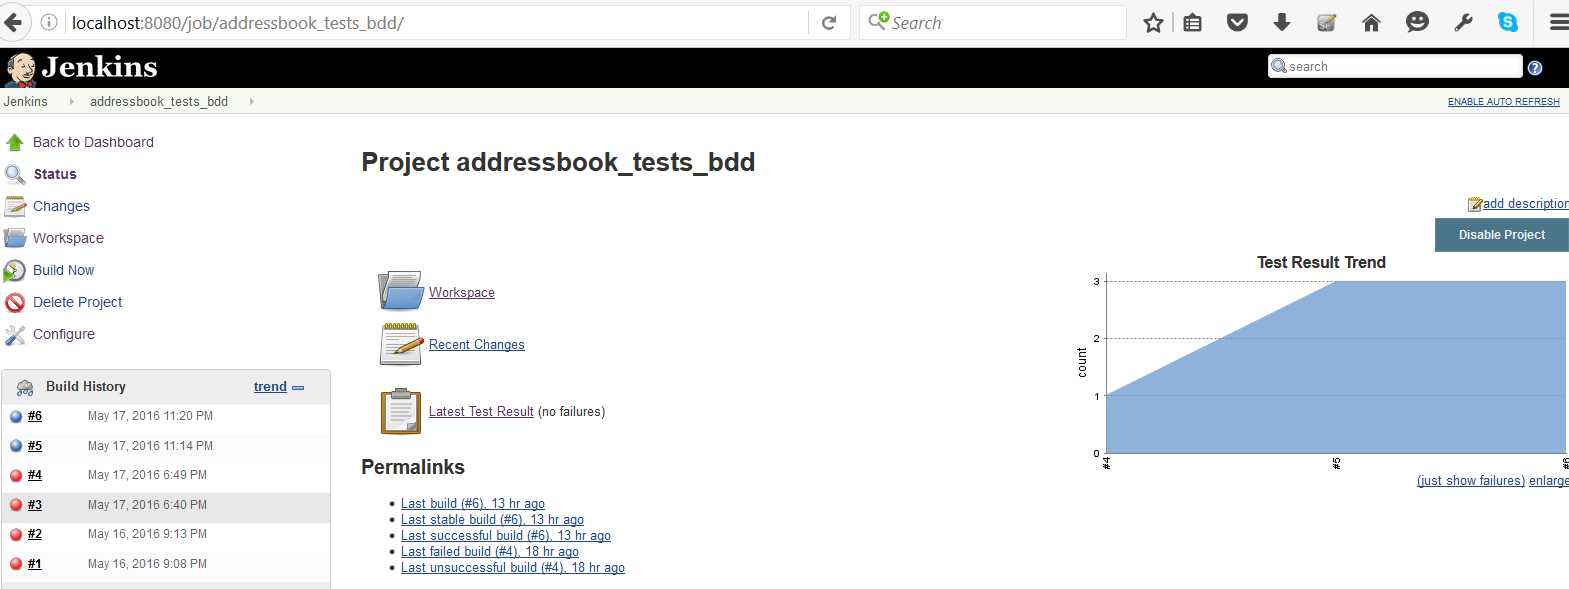 localhost:8080/job/addressbook_tests_bdd/
Search
Jenkins
search
Jenkins addressbook_tests_bdd
ENABLE AUTO REFRESH
Back to Dashboard
Status
Changes
Workspace
Build Now
Delete Project
Configure
Build History trend
#6 May 17, 2016 11:20 PM
#5 May 17, 2016 11:14 PM
#4 May 17, 2016 6:49 PM
#3 May 17, 2016 6:40 PM
#2 May 16, 2016 9:13 PM
#1 May 16, 2016 9:08 PM
Project addressbook_tests_bdd
add description
Disable Project
Workspace
Recent Changes
Latest Test Result (no failures)
Permalinks
Last build (#6), 13 hr ago
Last stable build (#6), 13 hr ago
Last successful build (#6), 13 hr ago
Last failed build (#4), 18 hr ago
Last unsuccessful build (#4), 18 hr ago
Test Result Trend
3
2
1
0
count
#4
#5
#6
(just show failures) enlarge